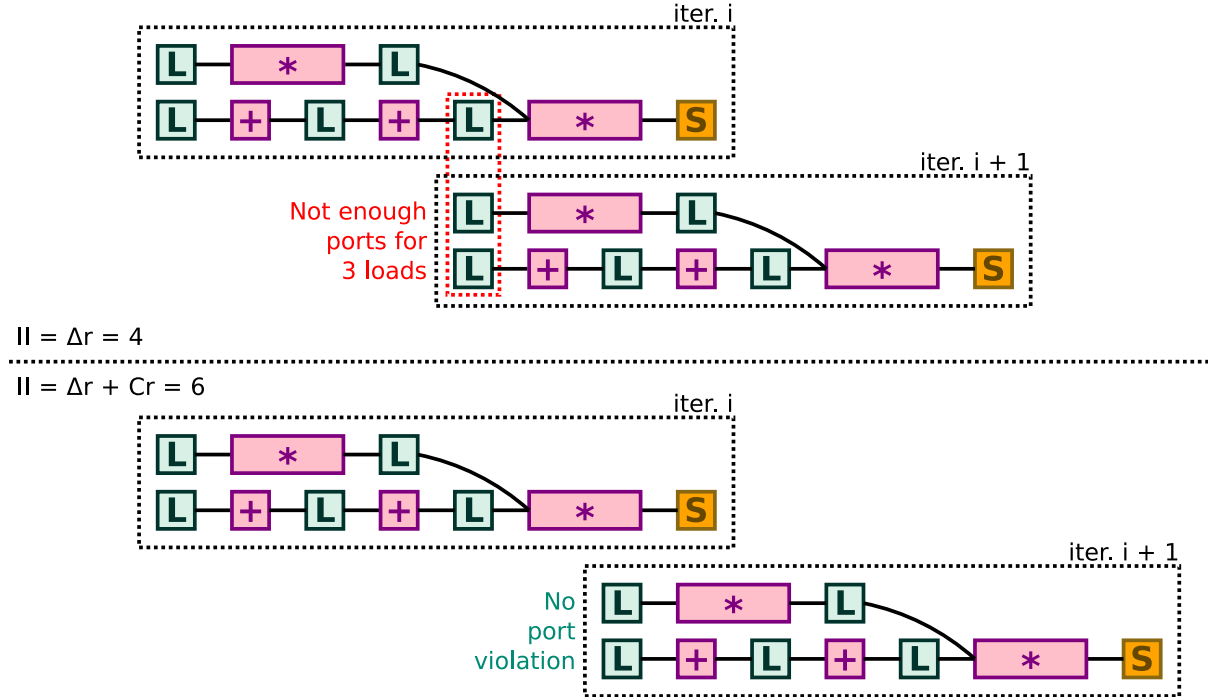 iter. i
L * L
L + L + L * S
iter. i + 1
Not enough
ports for
3 loads
L * L
L + L + L * S
II = Δr = 4
II = Δr + Cr = 6
iter. i
L * L
L + L + L * S
iter. i + 1
No
port
violation
L * L
L + L + L * S